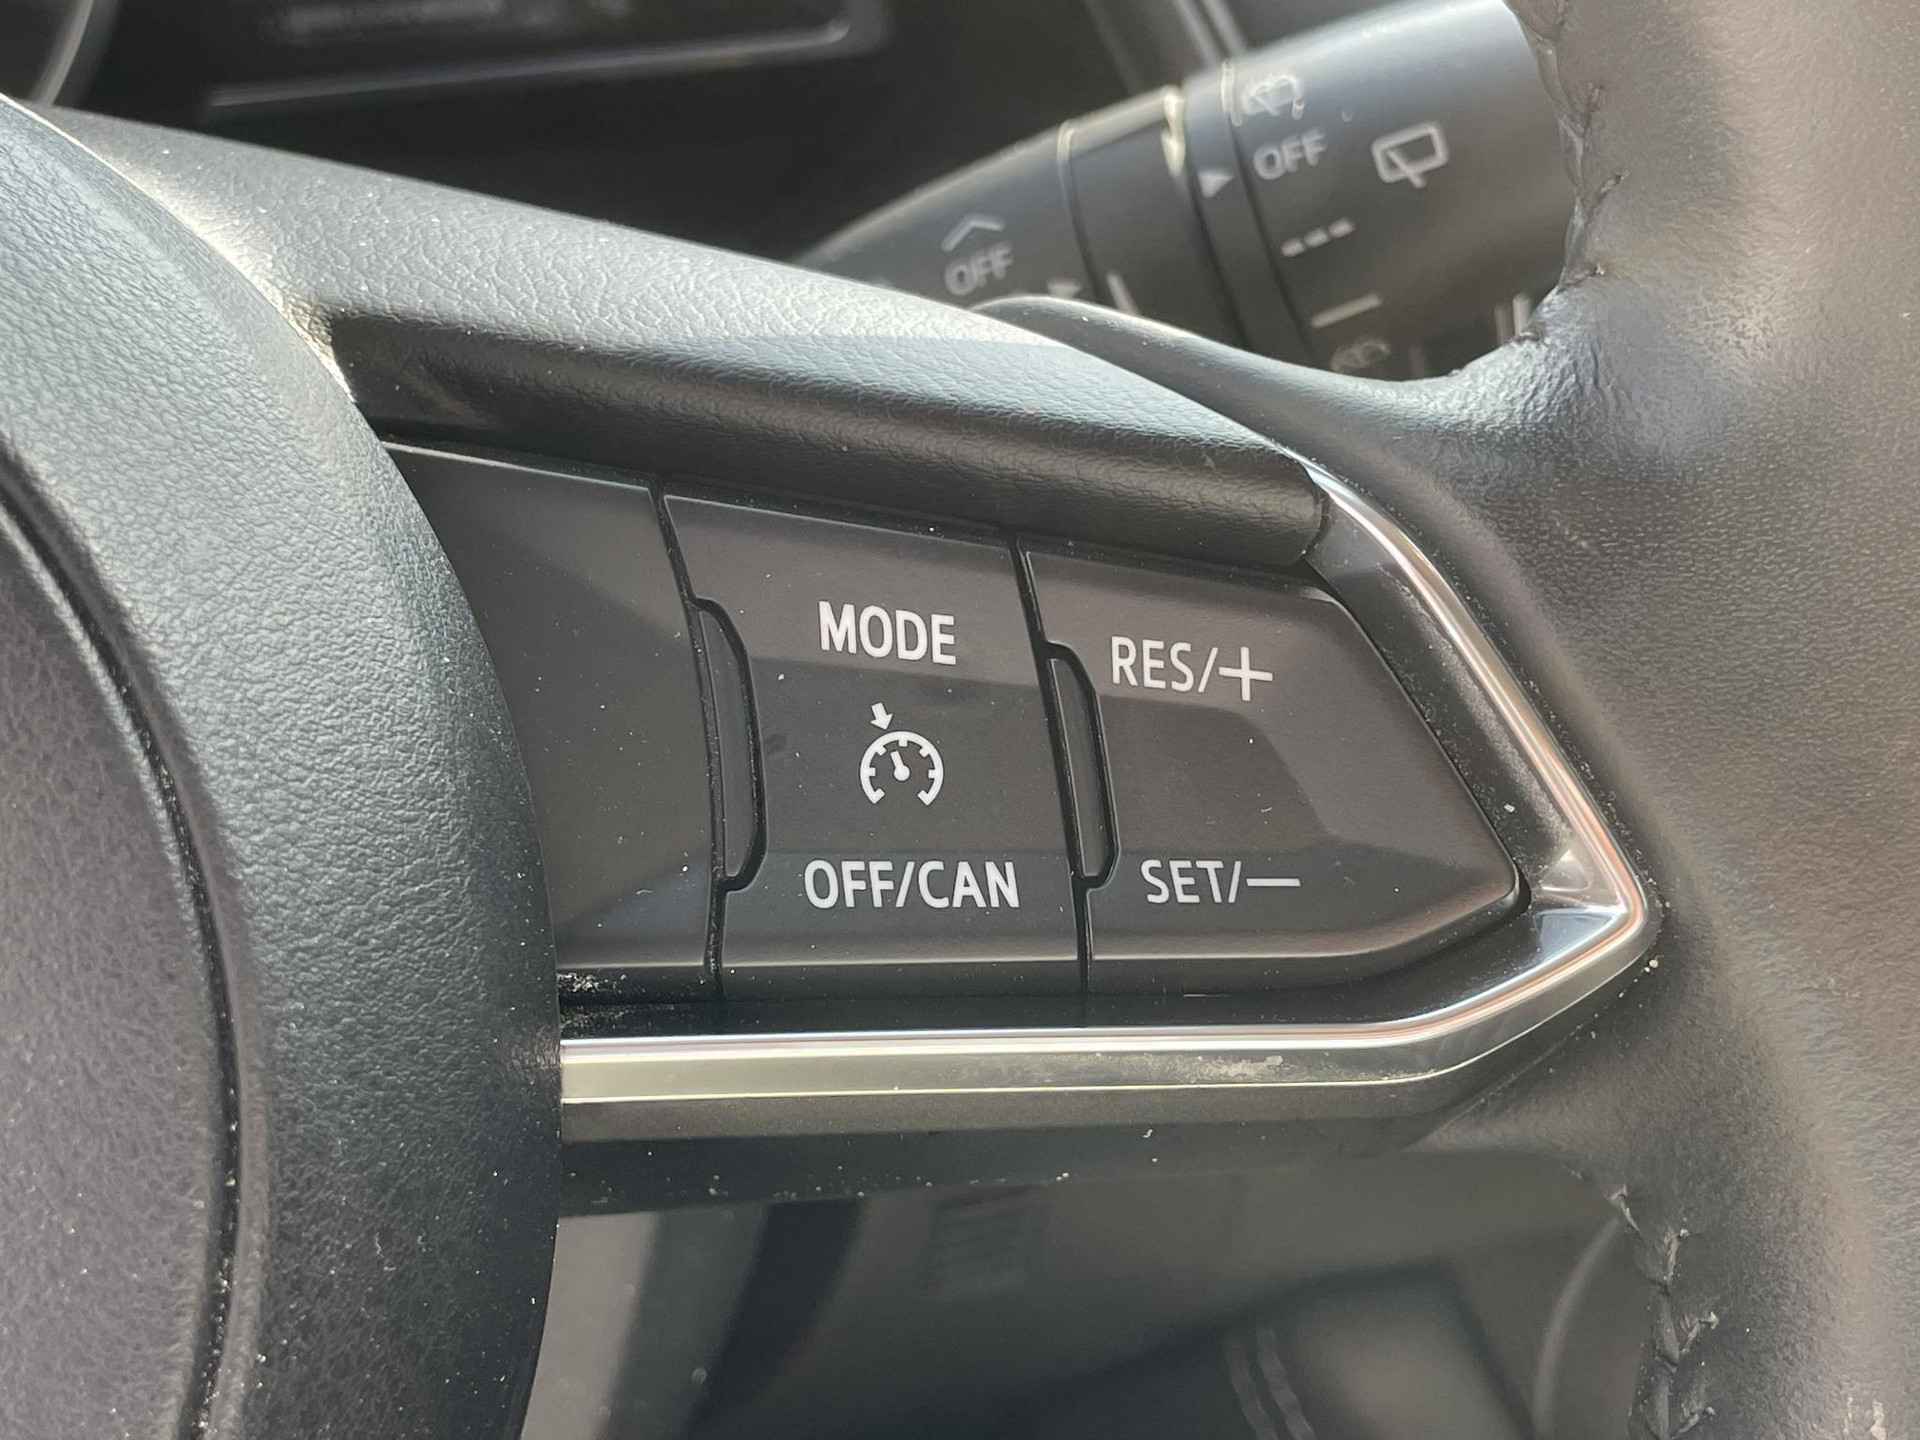 OFF
OFF
MODE
RES/+
OFF/CAN
SET/−